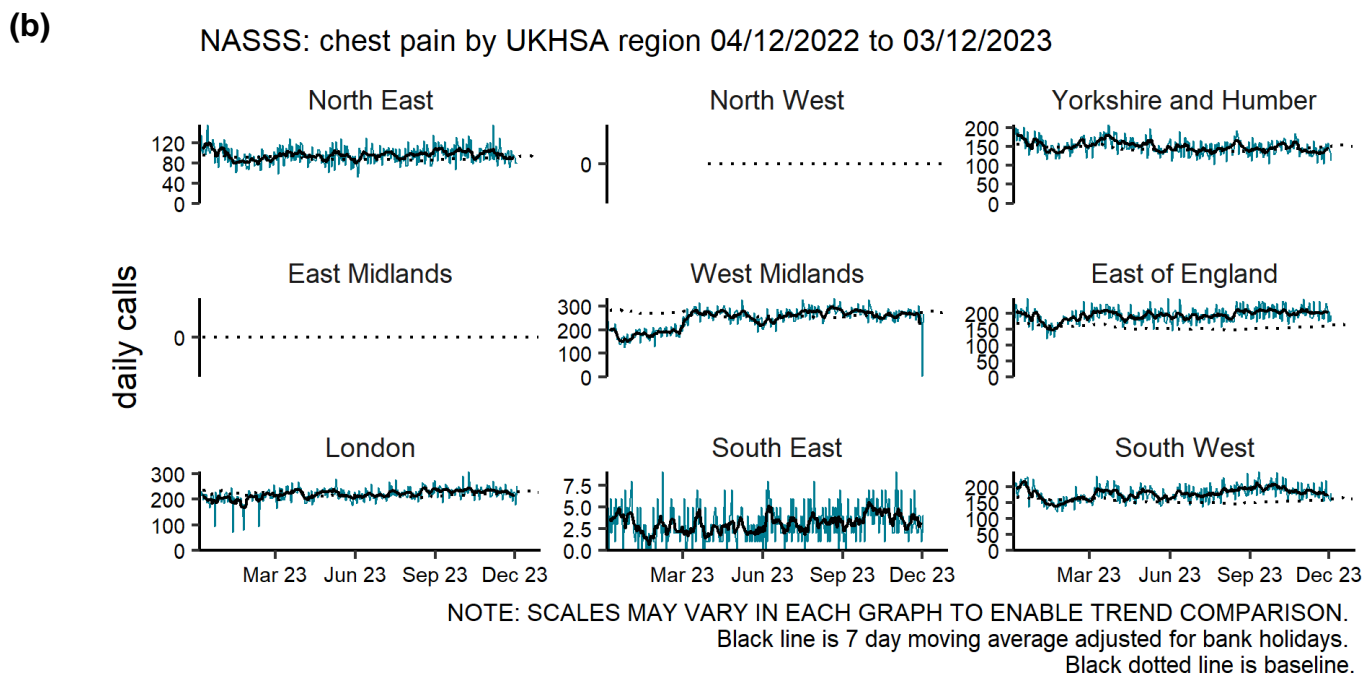 (b)
NASSS: chest pain by UKHSA region 04/12/2022 to 03/12/2023
daily calls
North East
120
80
40
0
North West
0
Yorkshire and Humber
200
150
100
50
0
East Midlands
0
West Midlands
300
200
100
0
East of England
200
150
100
50
0
London
300
200
100
0
South East
7.5
5.0
2.5
0.0
South West
200
150
100
50
0
Mar 23 Jun 23 Sep 23 Dec 23
Mar 23 Jun 23 Sep 23 Dec 23
Mar 23 Jun 23 Sep 23 Dec 23
NOTE: SCALES MAY VARY IN EACH GRAPH TO ENABLE TREND COMPARISON.
Black line is 7 day moving average adjusted for bank holidays.
Black dotted line is baseline.